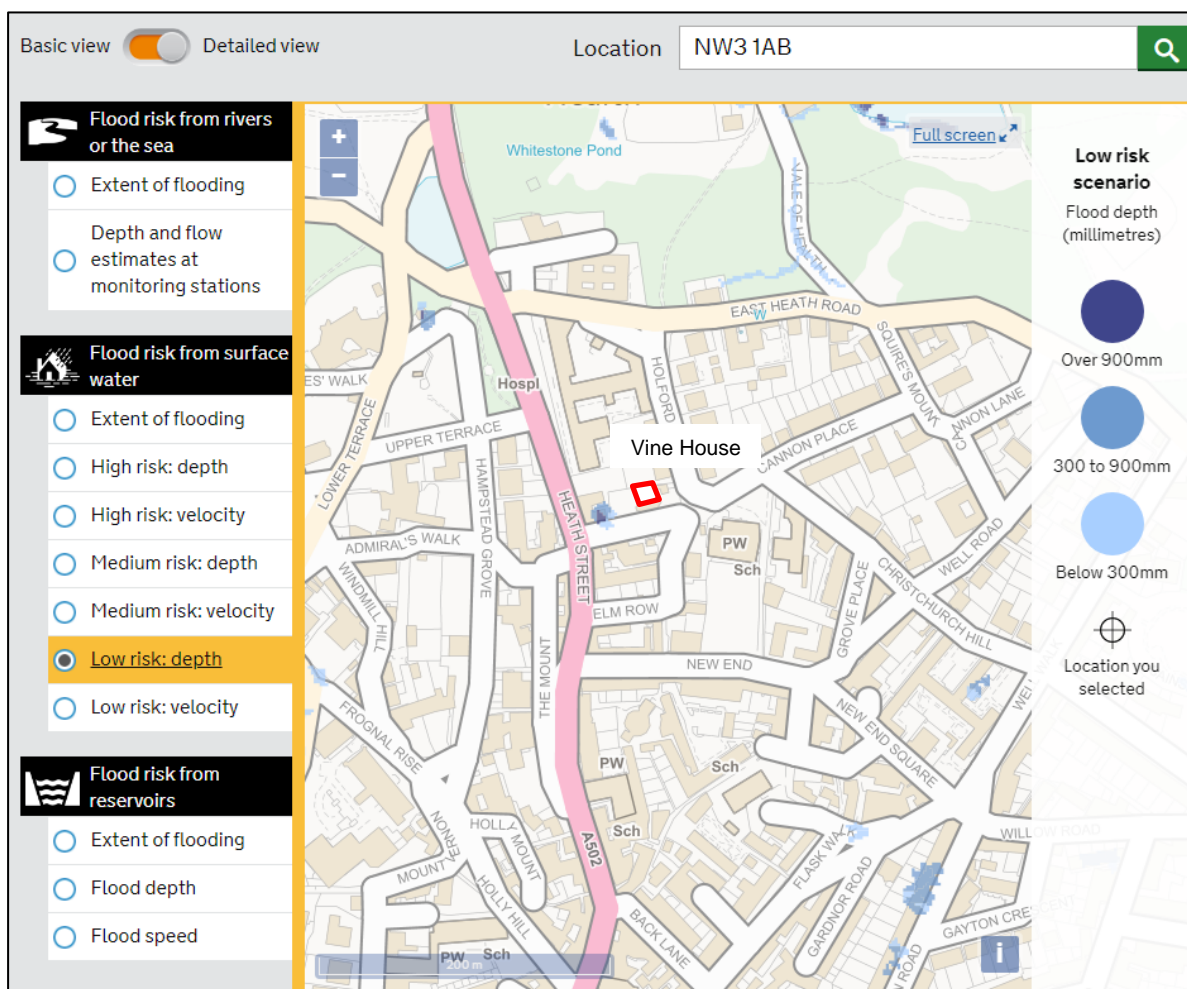 Basic view
Detailed view
Location
NW3 1AB
Flood risk from rivers
or the sea
Extent of flooding
Depth and flow
estimates at
monitoring stations
Flood risk from surface
water
Extent of flooding
High risk: depth
High risk: velocity
Medium risk: depth
Medium risk: velocity
Low risk: depth
Low risk: velocity
Flood risk from
reservoirs
Extent of flooding
Flood depth
Flood speed
+
−
Full screen
Whitestone Pond
VALE OF HEALTH
EAST HEATH ROAD
W
SQUIRE'S MOUNT
CANNON LANE
ES' WALK
Hospl
HOLFORD
UPPER TERRACE
LOWER TERRACE
Vine House
CANNON PLACE
HAMPSTEAD GROVE
HEATH STREET
ADMIRAL'S WALK
WINDMILL HILL
PW
Sch
WELL ROAD
ELM ROW
CHRISTCHURCH HILL
GROVE PLACE
THE MOUNT
NEW END
FROGNAL RISE
NEW END SQUARE
PW
Sch
Sch
A502
HOLLY MOUNT
MOUNT VERNON
HOLLY HILL
FLASK WALK
WILLOW ROAD
GARDNOR ROAD
BACK LANE
GAYTON CRESCENT
N ROAD
PW
Sch
200 m
i
Low risk
scenario
Flood depth
(millimetres)
Over 900mm
300 to 900mm
Below 300mm
Location you
selected